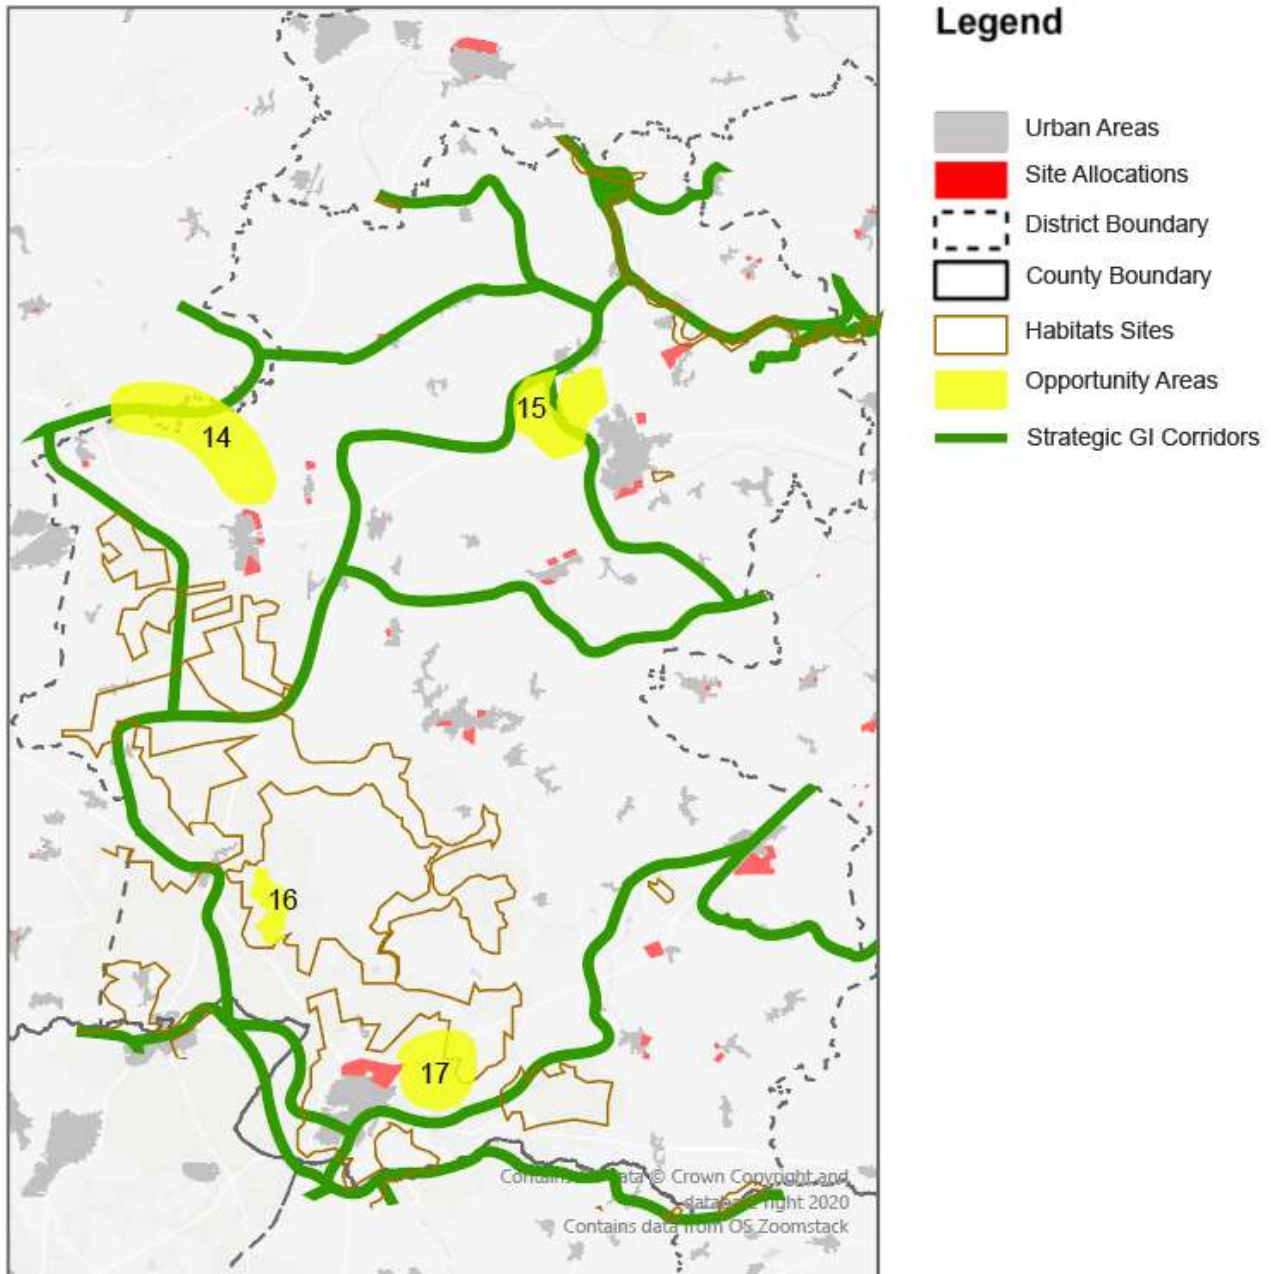 Legend
Urban Areas
Site Allocations
District Boundary
County Boundary
Habitats Sites
Opportunity Areas
Strategic GI Corridors
14
15
16
17
Contains data © Crown Copyright and
database right 2020
Contains data from OS Zoomstack